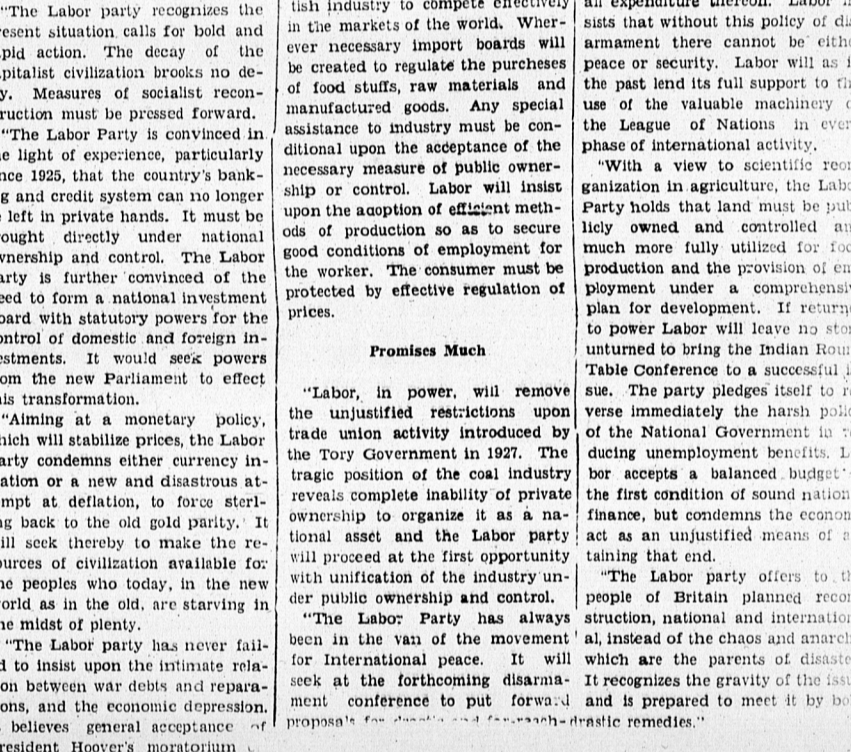 "The Labor party recognizes the
esent situation calls for bold and
pid action. The decay of the
pitalist civilization brooks no de-
y. Measures of socialist recon-
ruction must be pressed forward.
"The Labor Party is convinced in
e light of experience, particularly
nce 1925, that the country's bank-
g and credit system can no longer
left in private hands. It must be
ought directly under national
wnership and control. The Labor
arty is further convinced of the
eed to form a national investment
oard with statutory powers for the
ontrol of domestic and foreign in-
estments. It would seek powers
om the new Parliament to effect
is transformation.
"Aiming at a monetary policy,
hich will stabilize prices, the Labor
arty condemns either currency in-
ation or a new and disastrous at-
mpt at deflation, to force sterl-
g back to the old gold parity. It
ill seek thereby to make the re-
ources of civilization available for
he peoples who today, in the new
orld as in the old, are starving in
he midst of plenty.
"The Labor party has never fail-
d to insist upon the intimate rela-
on between war debts and repara-
ons, and the economic depression.
believes general acceptance of
resident Hoover's moratorium
tish industry to compete effectively
in the markets of the world. Wher-
ever necessary import boards will
be created to regulate the purcheses
of food stuffs, raw materials and
manufactured goods. Any special
assistance to industry must be con-
ditional upon the acceptance of the
necessary measure of public owner-
ship or control. Labor will insist
upon the adoption of efficient meth-
ods of production so as to secure
good conditions of employment for
the worker. The consumer must be
protected by effective regulation of
prices.
Promises Much
"Labor, in power, will remove
the unjustified restrictions upon
trade union activity introduced by
the Tory Government in 1927. The
tragic position of the coal industry
reveals complete inability of private
ownership to organize it as a na-
tional asset and the Labor party
will proceed at the first opportunity
with unification of the industry un-
der public ownership and control.
"The Labor Party has always
been in the van of the movement
for International peace. It will
seek at the forthcoming disarma-
ment conference to put forward
proposals for
an expenditure thereon. Labor
sists that without this policy of di
armament there cannot be eithe
peace or security. Labor will as i
the past lend its full support to th
use of the valuable machinery o
the League of Nations in ever
phase of international activity.
"With a view to scientific reor
ganization in agriculture, the Labo
Party holds that land must be pub
licly owned and controlled an
much more fully utilized for foo
production and the provision of em
ployment under a comprehensiv
plan for development. If returne
to power Labor will leave no ston
unturned to bring the Indian Roun
Table Conference to a successful i
sue. The party pledges itself to r
verse immediately the harsh polic
of the National Government in r
ducing unemployment benefits. L
bor accepts a balanced budget
the first condition of sound nation
finance, but condemns the econom
act as an unjustified means of a
taining that end.
"The Labor party offers to th
people of Britain planned recon
struction, national and internation
al, instead of the chaos and anarch
which are the parents of disaste
It recognizes the gravity of the issu
and is prepared to meet it by bo
drastic remedies."